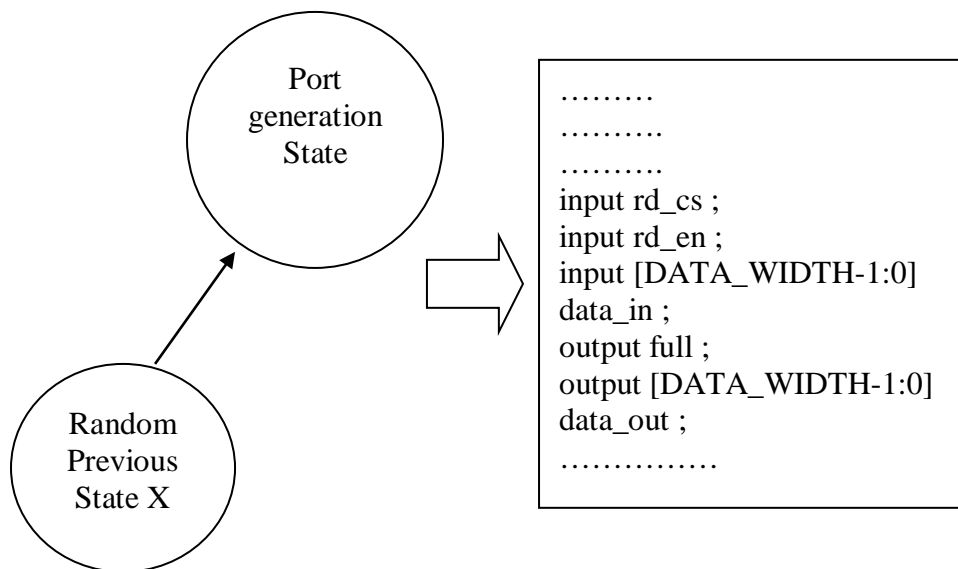 Port
generation
State
Random
Previous
State X
………
……….
……….
input rd_cs ;
input rd_en ;
input [DATA_WIDTH-1:0]
data_in ;
output full ;
output [DATA_WIDTH-1:0]
data_out ;
……………